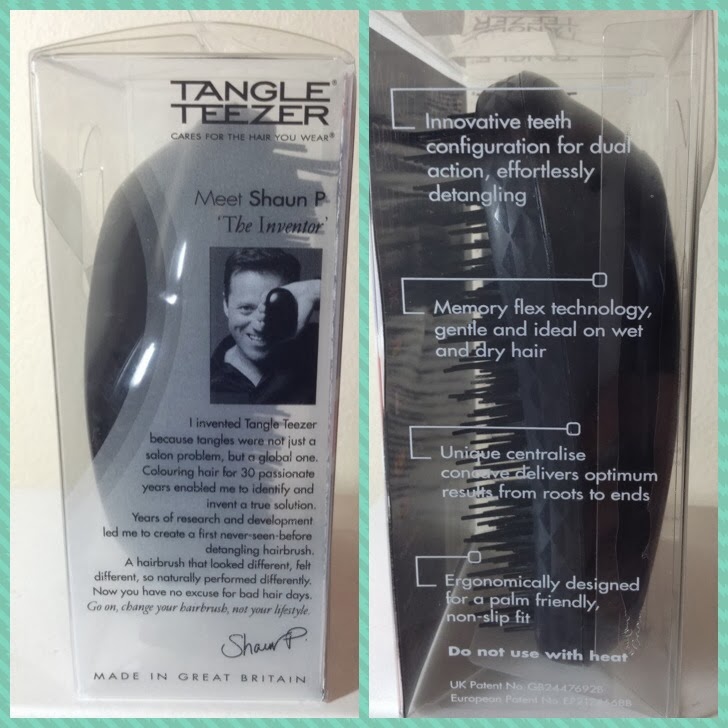 TANGLE
TEEZER®
CARES FOR THE HAIR YOU WEAR®
Meet Shaun P
'The Inventor'
I invented Tangle Teezer
because tangles were not just a
salon problem, but a global one.
Colouring hair for 30 passionate
years enabled me to identify and
invent a true solution.
Years of research and development
led me to create a first never-seen-before
detangling hairbrush.
A hairbrush that looked different, felt
different, so naturally performed differently.
Now you have no excuse for bad hair days.
Go on, change your hairbrush, not your lifestyle.
Shaun P.
MADE IN GREAT BRITAIN
TEEZER
Innovative teeth
configuration for dual
action, effortlessly
detangling
Memory flex technology,
gentle and ideal on wet
and dry hair
Unique centralise
concave delivers optimum
results from roots to ends
Ergonomically designed
for a palm friendly,
non-slip fit
Do not use with heat
UK Patent No. GB2447692B
European Patent No.